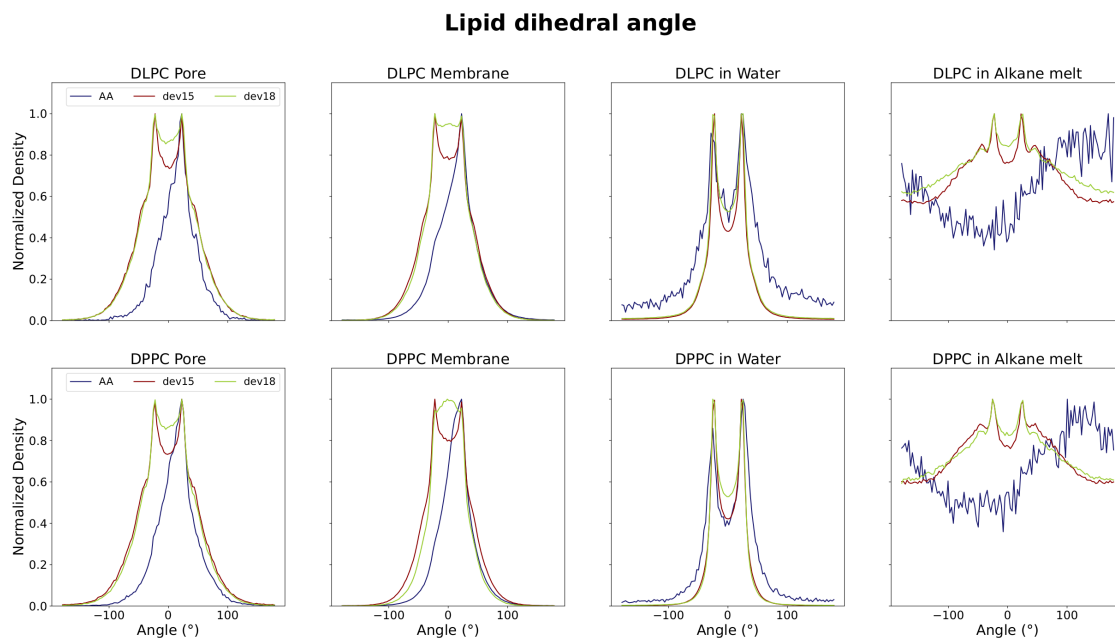 Lipid dihedral angle
DLPC Pore
DLPC Membrane
DLPC in Water
DLPC in Alkane melt
AA dev15 dev18
1.0
0.8
0.6
0.4
0.2
0.0
Normalized Density
DPPC Pore
DPPC Membrane
DPPC in Water
DPPC in Alkane melt
AA dev15 dev18
1.0
0.8
0.6
0.4
0.2
0.0
Normalized Density
−100 0 100
−100 0 100
−100 0 100
−100 0 100
Angle (°)
Angle (°)
Angle (°)
Angle (°)